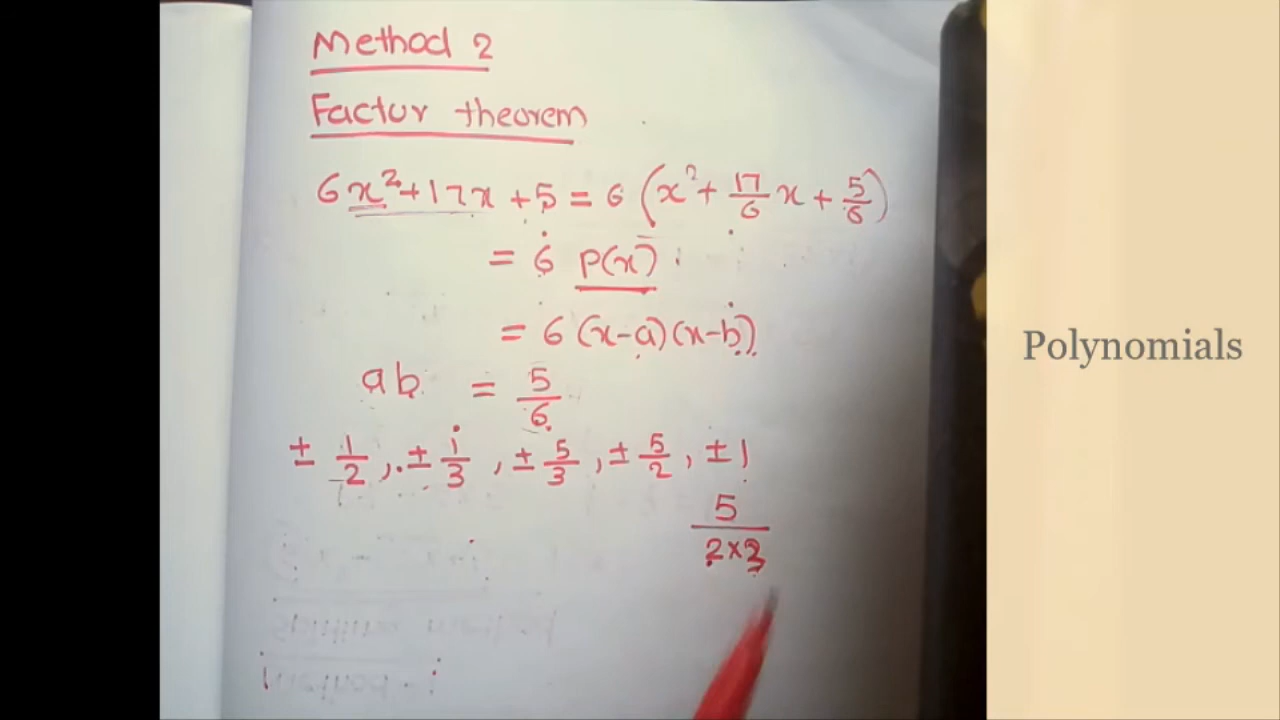 Method 2
Factor theorem
6x²+17x+5 = 6(x²+17/6x+5/6)
= 6 P(x)
= 6(x-a)(x-b)
ab = 5/6
± 1/2, ± 1/3, ± 5/3, ± 5/2, ± 1
5/2×3
Polynomials